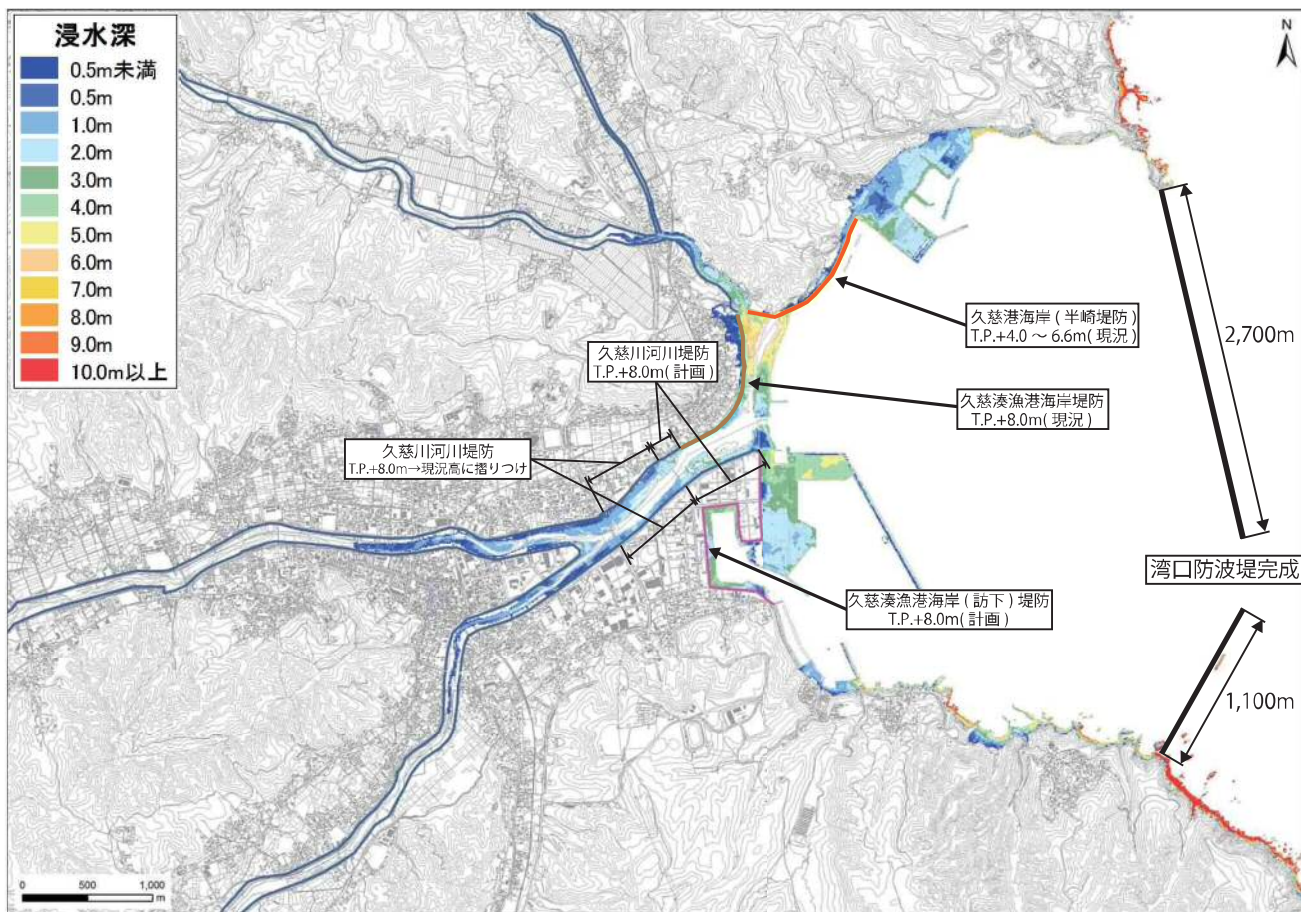 浸水深
0.5m未満
0.5m
1.0m
2.0m
3.0m
4.0m
5.0m
6.0m
7.0m
8.0m
9.0m
10.0m以上
N
久慈港海岸(半崎堤防)
T.P.+4.0～6.6m(現況)
2,700m
久慈川河川堤防
T.P.+8.0m(計画)
久慈湊漁港海岸堤防
T.P.+8.0m(現況)
久慈川河川堤防
T.P.+8.0m→現況高に摺りつけ
湾口防波堤完成
久慈湊漁港海岸(訪下)堤防
T.P.+8.0m(計画)
1,100m
0 500 1,000
m